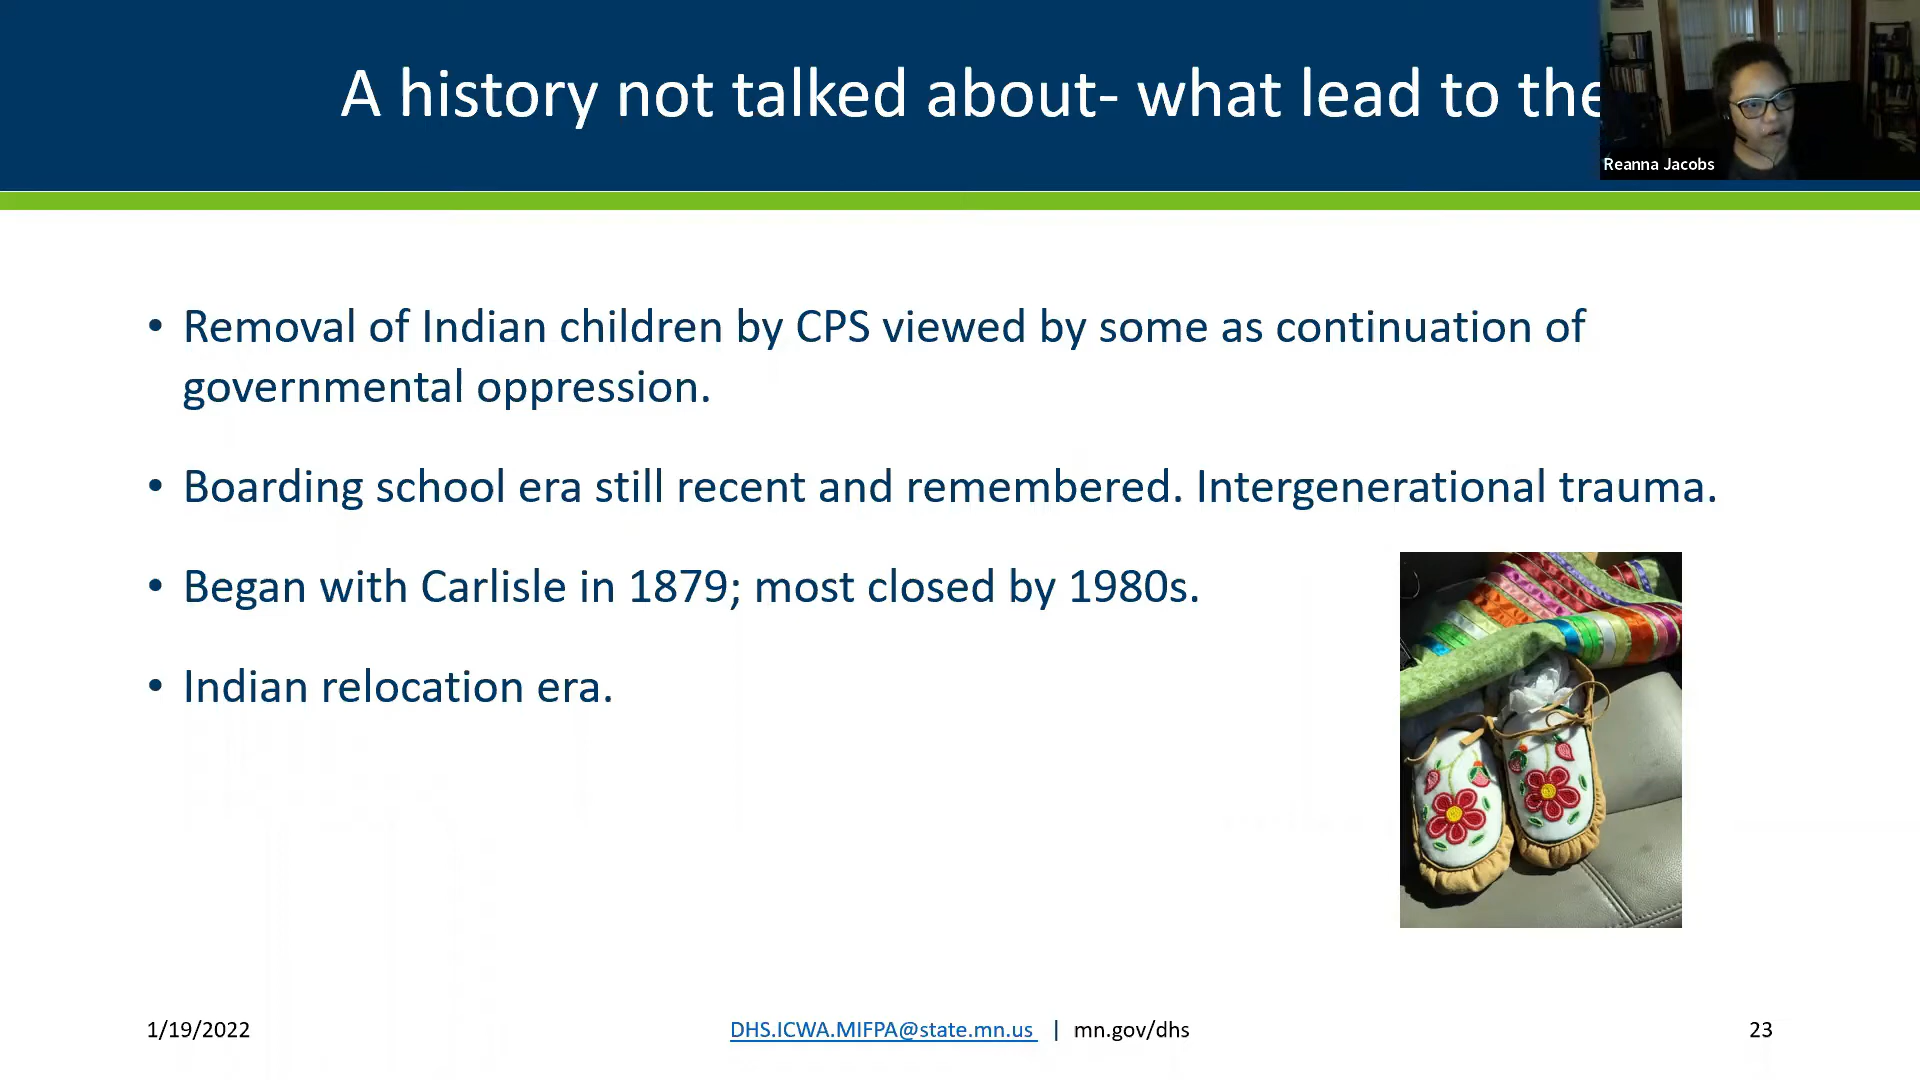 A history not talked about- what lead to the
Reanna Jacobs
• Removal of Indian children by CPS viewed by some as continuation of
governmental oppression.
• Boarding school era still recent and remembered. Intergenerational trauma.
• Began with Carlisle in 1879; most closed by 1980s.
• Indian relocation era.
1/19/2022
DHS.ICWA.MIFPA@state.mn.us | mn.gov/dhs
23